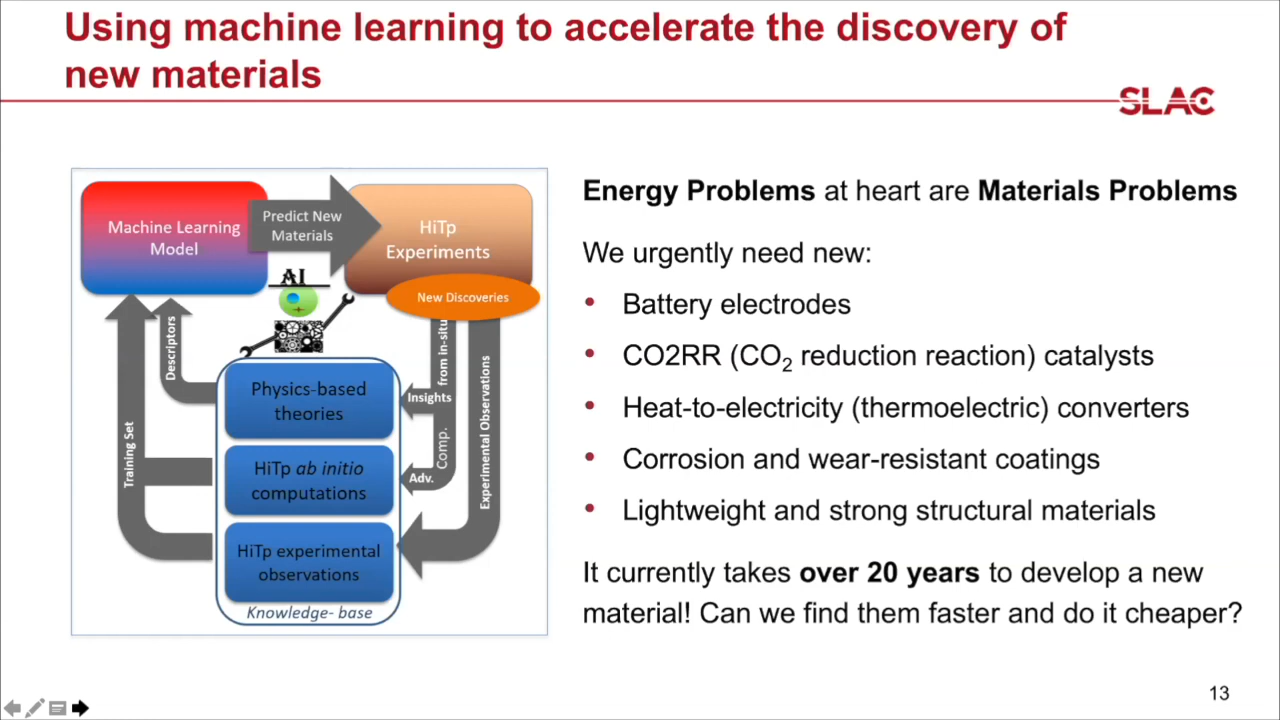 Using machine learning to accelerate the discovery of
new materials
SLAC
Machine Learning
Model
Predict New
Materials
HiTp
Experiments
AI
New Discoveries
Descriptors
from in-situ
Insights
Comp.
Adv.
Experimental Observations
Training Set
Physics-based
theories
HiTp ab initio
computations
HiTp experimental
observations
Knowledge- base
Energy Problems at heart are Materials Problems
We urgently need new:
• Battery electrodes
• CO2RR (CO₂ reduction reaction) catalysts
• Heat-to-electricity (thermoelectric) converters
• Corrosion and wear-resistant coatings
• Lightweight and strong structural materials
It currently takes over 20 years to develop a new
material! Can we find them faster and do it cheaper?
13